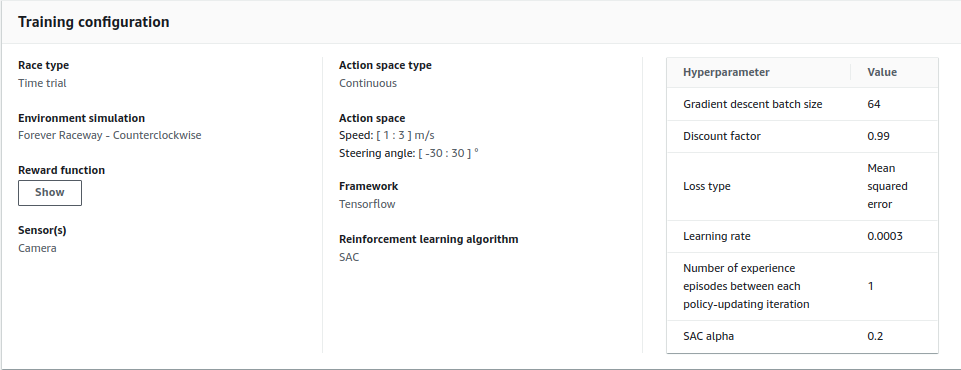 Training configuration
Race type
Time trial
Environment simulation
Forever Raceway - Counterclockwise
Reward function
Show
Sensor(s)
Camera
Action space type
Continuous
Action space
Speed: [ 1 : 3 ] m/s
Steering angle: [ -30 : 30 ] °
Framework
Tensorflow
Reinforcement learning algorithm
SAC
Hyperparameter Value
Gradient descent batch size 64
Discount factor 0.99
Loss type Mean
squared
error
Learning rate 0.0003
Number of experience
episodes between each 1
policy-updating iteration
SAC alpha 0.2